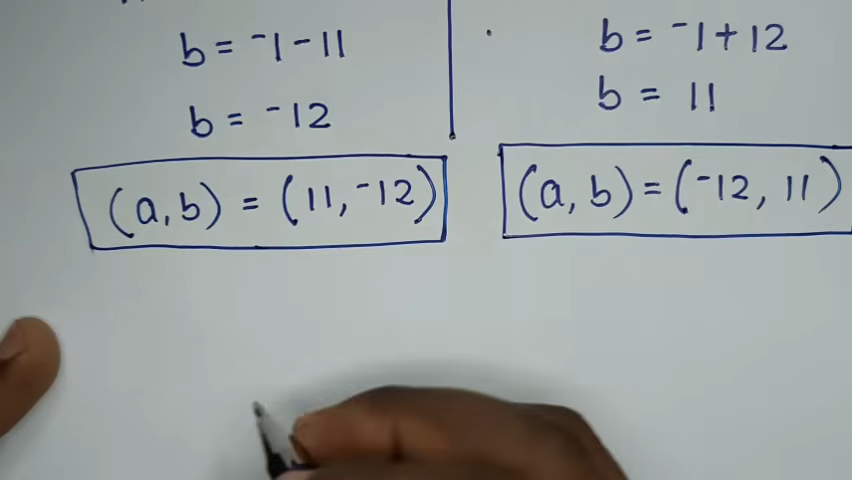 b = ⁻1 - 11
b = ⁻12
(a, b) = (11, ⁻12)
b = ⁻1 + 12
b = 11
(a, b) = (⁻12, 11)